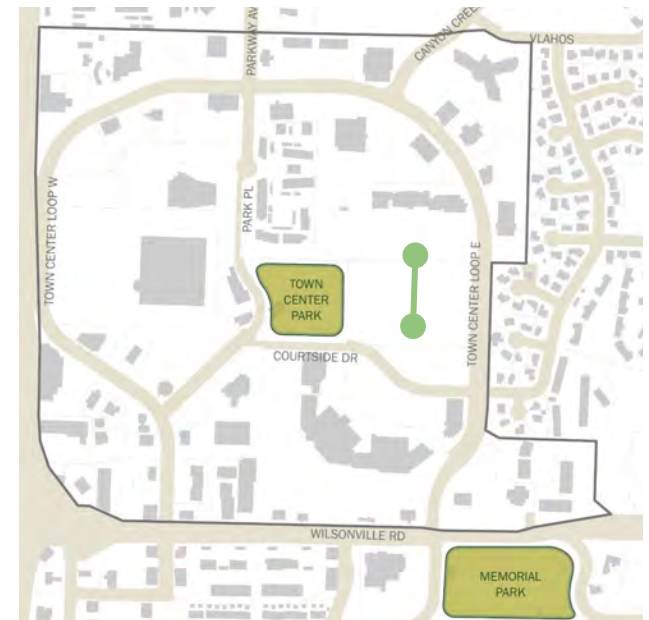 PARKWAY AV
CANYON CREE
VLAHOS
TOWN CENTER LOOP W
PARK PL
TOWN
CENTER
PARK
TOWN CENTER LOOP E
COURTSIDE DR
WILSONVILLE RD
MEMORIAL
PARK